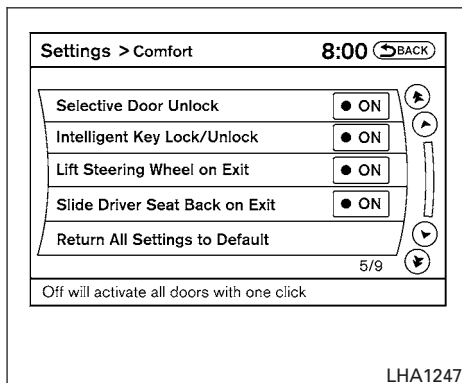 Settings > Comfort 8:00 BACK
Selective Door Unlock ON
Intelligent Key Lock/Unlock ON
Lift Steering Wheel on Exit ON
Slide Driver Seat Back on Exit ON
Return All Settings to Default
5/9
Off will activate all doors with one click
LHA1247